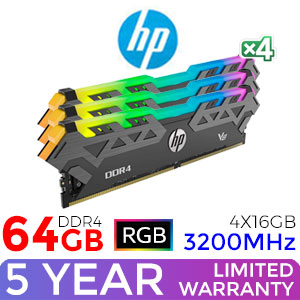 hp
x4
hp
DDR4
DDR4
64GB
RGB
4X16GB
3200MHz
5 YEAR
LIMITED
WARRANTY